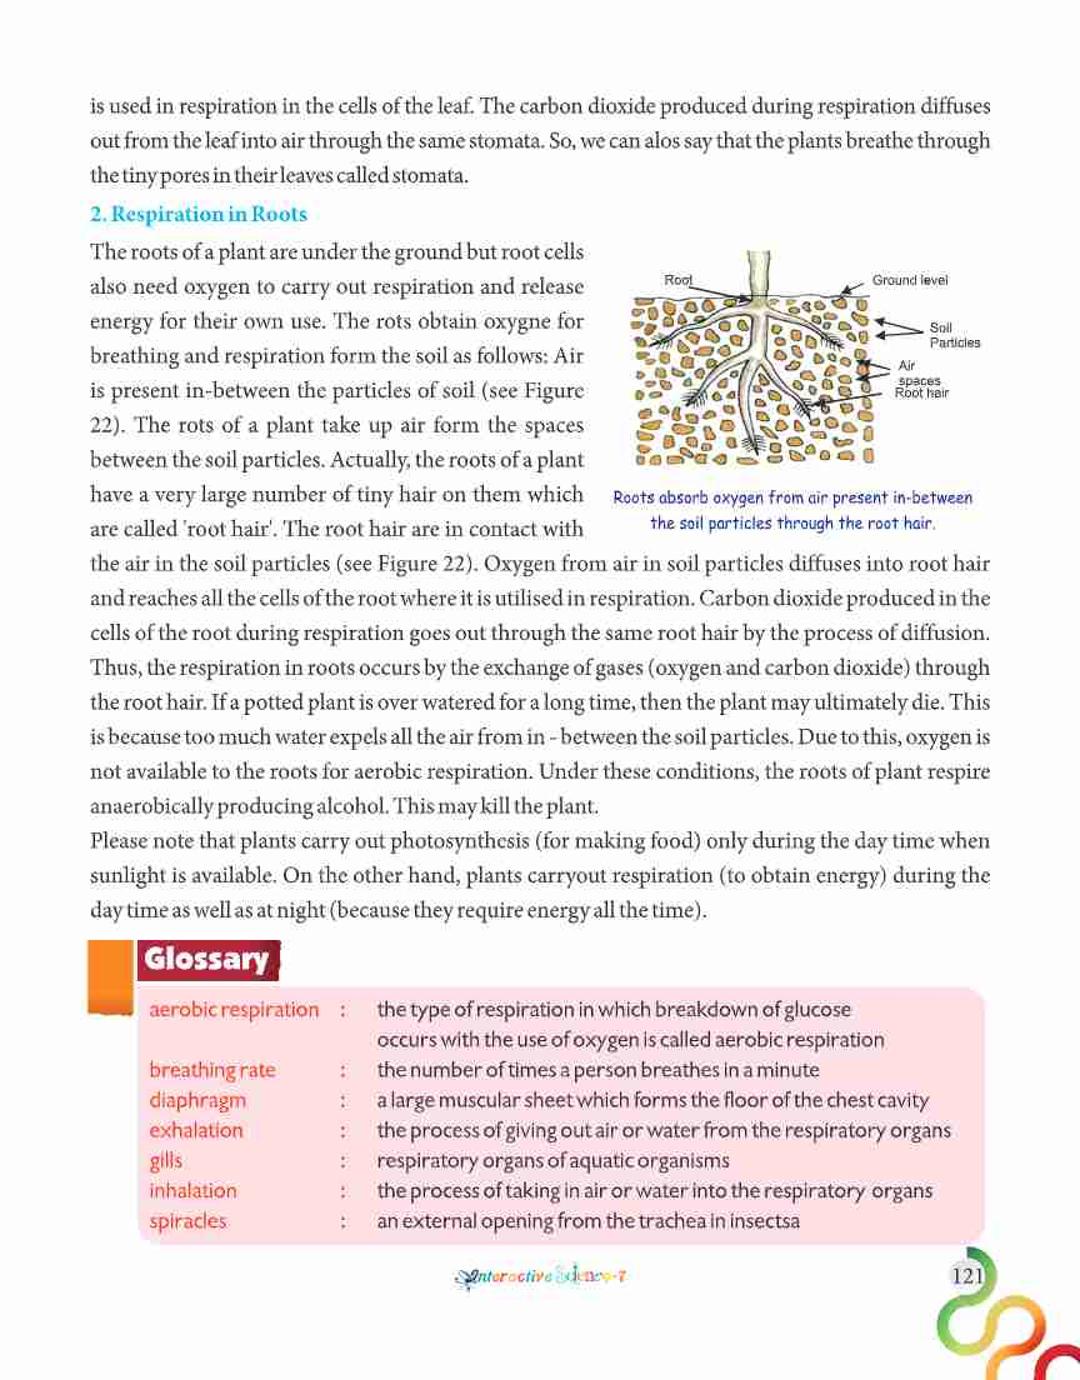 is used in respiration in the cells of the leaf. The carbon dioxide produced during respiration diffuses
out from the leaf into air through the same stomata. So, we can alos say that the plants breathe through
the tiny pores in their leaves called stomata.
2. Respiration in Roots
The roots of a plant are under the ground but root cells
also need oxygen to carry out respiration and release
energy for their own use. The rots obtain oxygne for
breathing and respiration form the soil as follows: Air
is present in-between the particles of soil (see Figure
22). The rots of a plant take up air form the spaces
between the soil particles. Actually, the roots of a plant
have a very large number of tiny hair on them which
are called 'root hair'. The root hair are in contact with
Root
Ground level
Soil
Particles
Air
spaces
Root hair
Roots absorb oxygen from air present in-between
the soil particles through the root hair.
the air in the soil particles (see Figure 22). Oxygen from air in soil particles diffuses into root hair
and reaches all the cells of the root where it is utilised in respiration. Carbon dioxide produced in the
cells of the root during respiration goes out through the same root hair by the process of diffusion.
Thus, the respiration in roots occurs by the exchange of gases (oxygen and carbon dioxide) through
the root hair. If a potted plant is over watered for a long time, then the plant may ultimately die. This
is because too much water expels all the air from in - between the soil particles. Due to this, oxygen is
not available to the roots for aerobic respiration. Under these conditions, the roots of plant respire
anaerobically producing alcohol. This may kill the plant.
Please note that plants carry out photosynthesis (for making food) only during the day time when
sunlight is available. On the other hand, plants carryout respiration (to obtain energy) during the
day time as well as at night (because they require energy all the time).
Glossary
aerobic respiration : the type of respiration in which breakdown of glucose
occurs with the use of oxygen is called aerobic respiration
breathing rate : the number of times a person breathes in a minute
diaphragm : a large muscular sheet which forms the floor of the chest cavity
exhalation : the process of giving out air or water from the respiratory organs
gills : respiratory organs of aquatic organisms
inhalation : the process of taking in air or water into the respiratory organs
spiracles : an external opening from the trachea in insectsa
Interactive Science-7
121